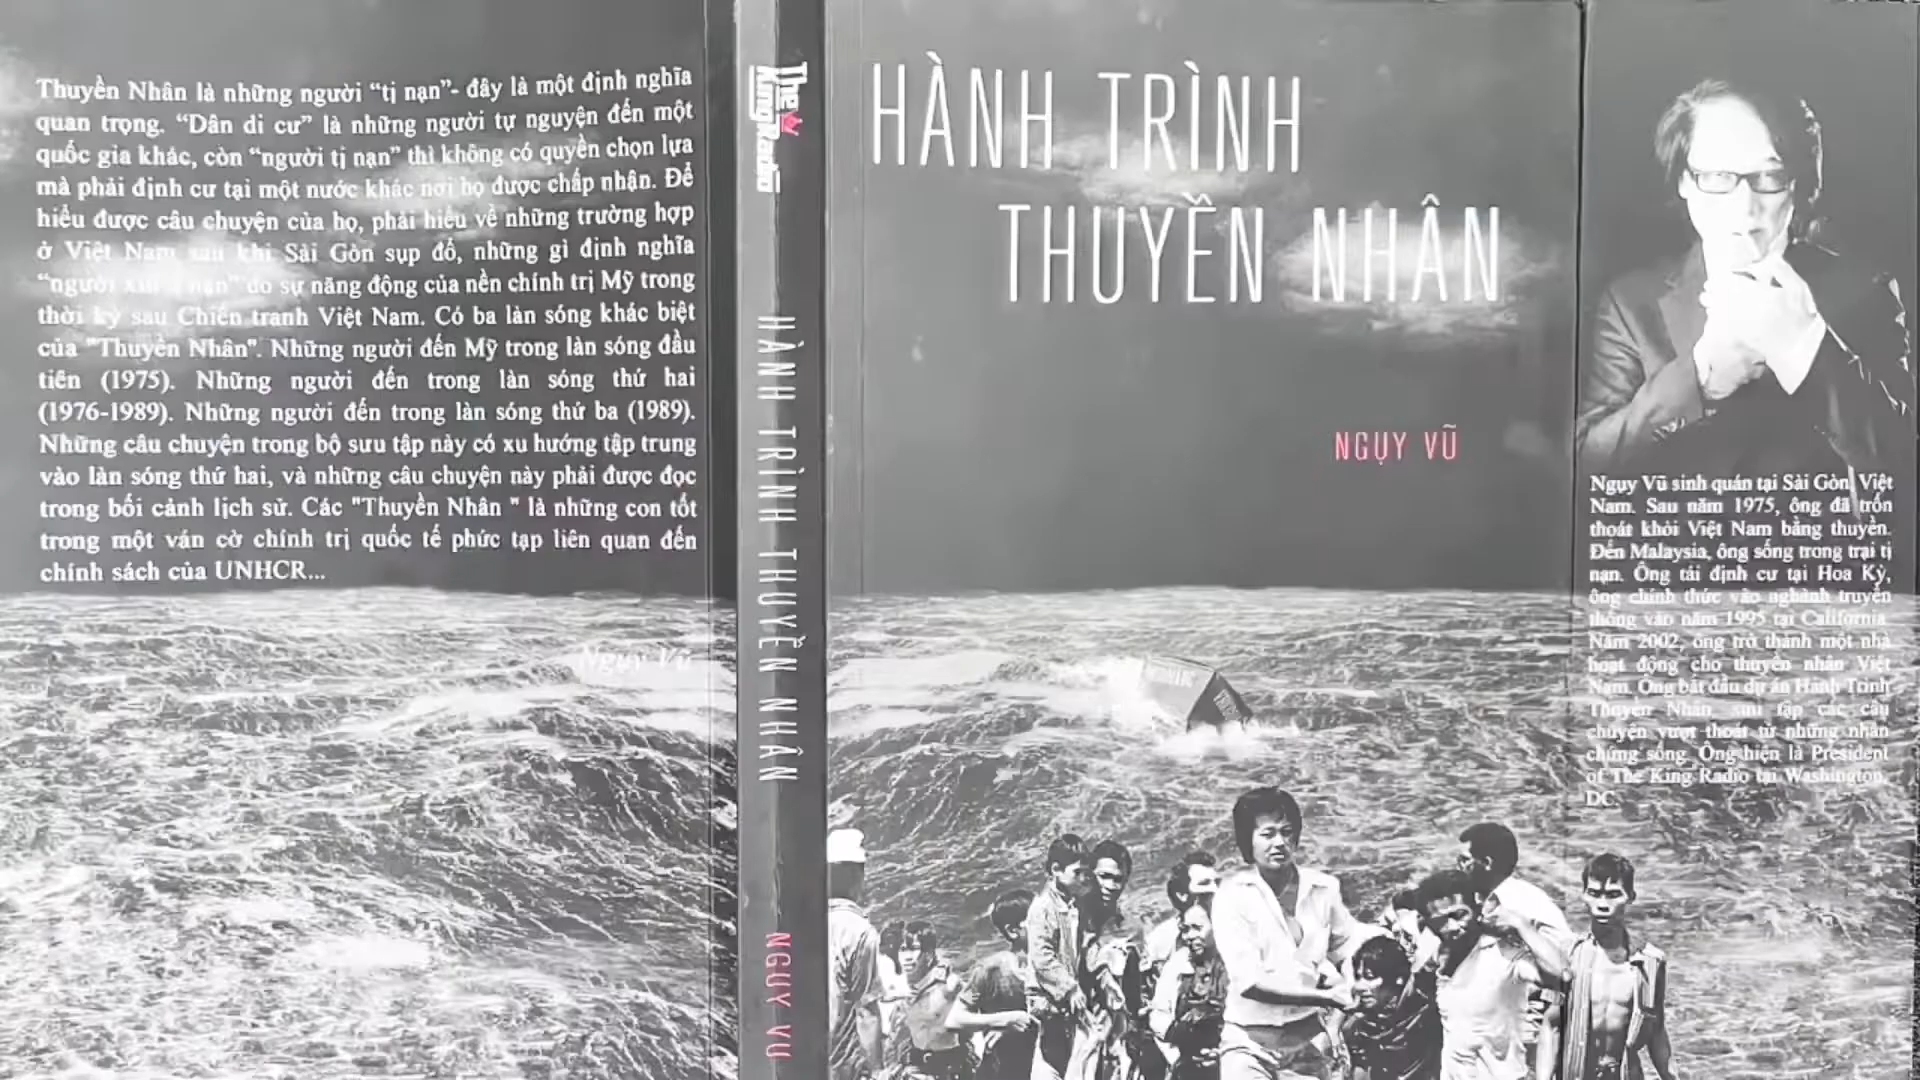 Thuyền Nhân là những người “tị nạn”- đây là một định nghĩa
quan trọng. “Dân di cư” là những người tự nguyện đến một
quốc gia khác, còn “người tị nạn” thì không có quyền chọn lựa
mà phải định cư tại một nước khác nơi họ được chấp nhận. Để
hiểu được câu chuyện của họ, phải hiểu về những trường hợp
ở Việt Nam sau khi Sài Gòn sụp đổ, những gì định nghĩa
“người xin tị nạn” do sự năng động của nền chính trị Mỹ trong
thời kỳ sau Chiến tranh Việt Nam. Có ba làn sóng khác biệt
của "Thuyền Nhân". Những người đến Mỹ trong làn sóng đầu
tiên (1975). Những người đến trong làn sóng thứ hai
(1976-1989). Những người đến trong làn sóng thứ ba (1989).
Những câu chuyện trong bộ sưu tập này có xu hướng tập trung
vào làn sóng thứ hai, và những câu chuyện này phải được đọc
trong bối cảnh lịch sử. Các "Thuyền Nhân " là những con tốt
trong một ván cờ chính trị quốc tế phức tạp liên quan đến
chính sách của UNHCR...
Ngụy Vũ
The
King Radio
HÀNH TRÌNH THUYỀN NHÂN
NGỤY VŨ
HÀNH TRÌNH
THUYỀN NHÂN
NGỤY VŨ
Ngụy Vũ sinh quán tại Sài Gòn, Việt
Nam. Sau năm 1975, ông đã trốn
thoát khỏi Việt Nam bằng thuyền.
Đến Malaysia, ông sống trong trại tị
nạn. Ông tái định cư tại Hoa Kỳ,
ông chính thức vào nghành truyền
thông vào năm 1995 tại California.
Năm 2002, ông trở thành một nhà
hoạt động cho thuyền nhân Việt
Nam. Ông bắt đầu dự án Hành Trình
Thuyền Nhân, sưu tập các câu
chuyện vượt thoát từ những nhân
chứng sống. Ông hiện là President
of The King Radio tại Washington,
DC.